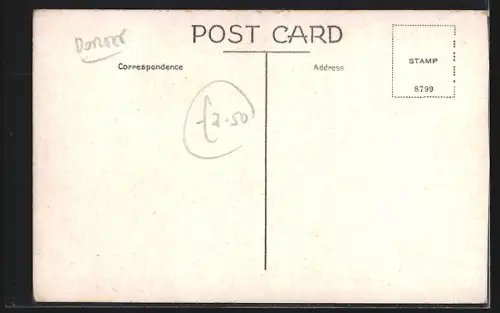 Dorset
POST CARD
Correspondence
Address
STAMP
8799
£2-50